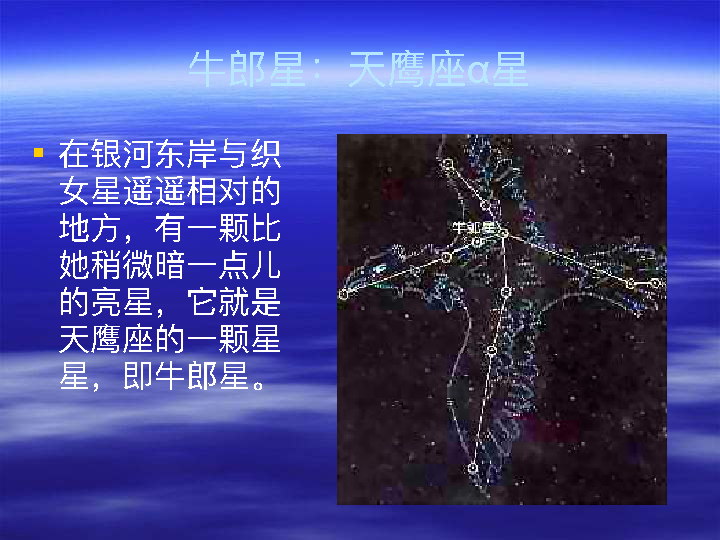 牛郎星：天鹰座α星
在银河东岸与织
女星遥遥相对的
地方，有一颗比
她稍微暗一点儿
的亮星，它就是
天鹰座的一颗星
星，即牛郎星。
牛郎星